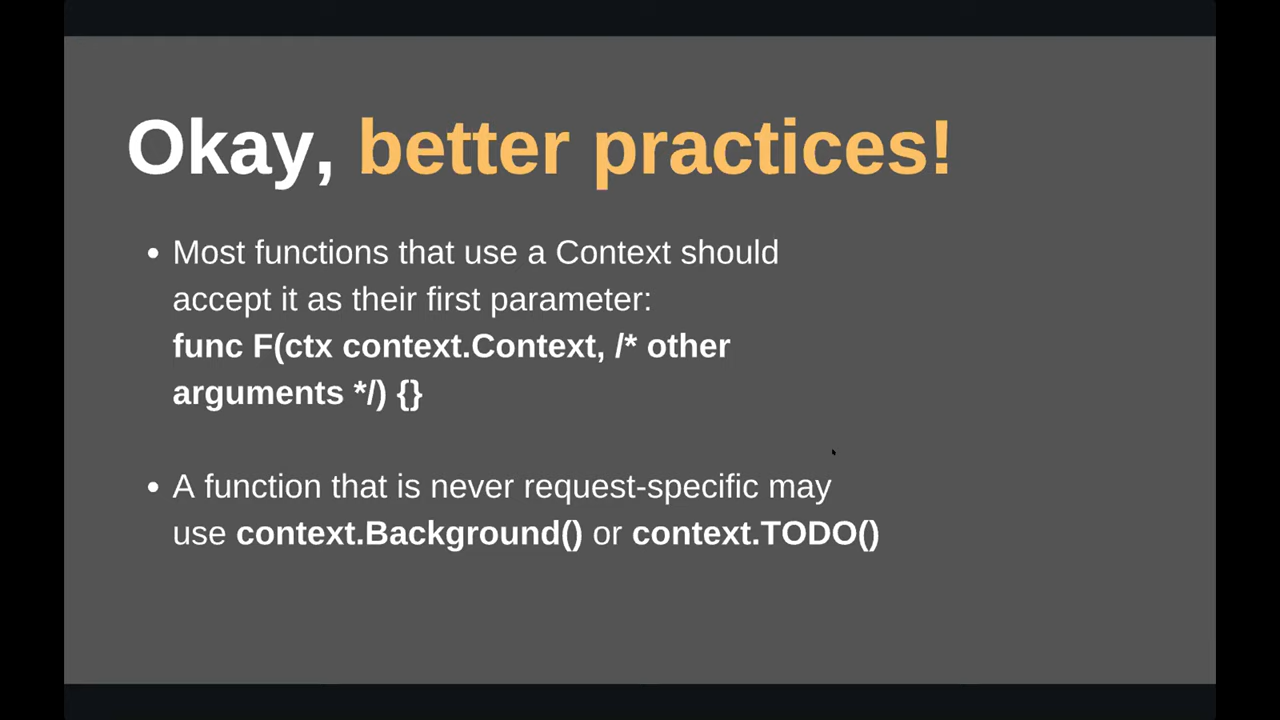 Okay, better practices!
• Most functions that use a Context should
accept it as their first parameter:
func F(ctx context.Context, /* other
arguments */) {}
• A function that is never request-specific may
use context.Background() or context.TODO()